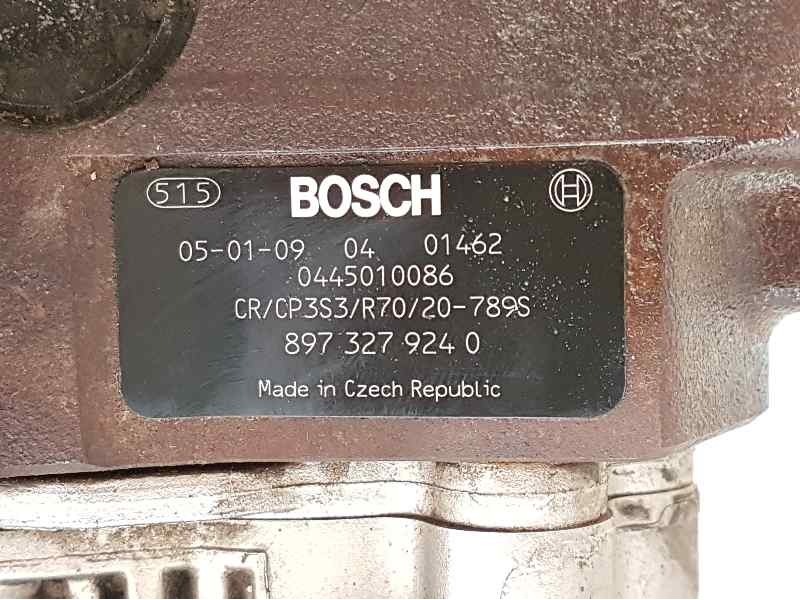 515 BOSCH
05-01-09 04 01462
0445010086
CR/CP3S3/R70/20-789S
897 327 924 0
Made in Czech Republic